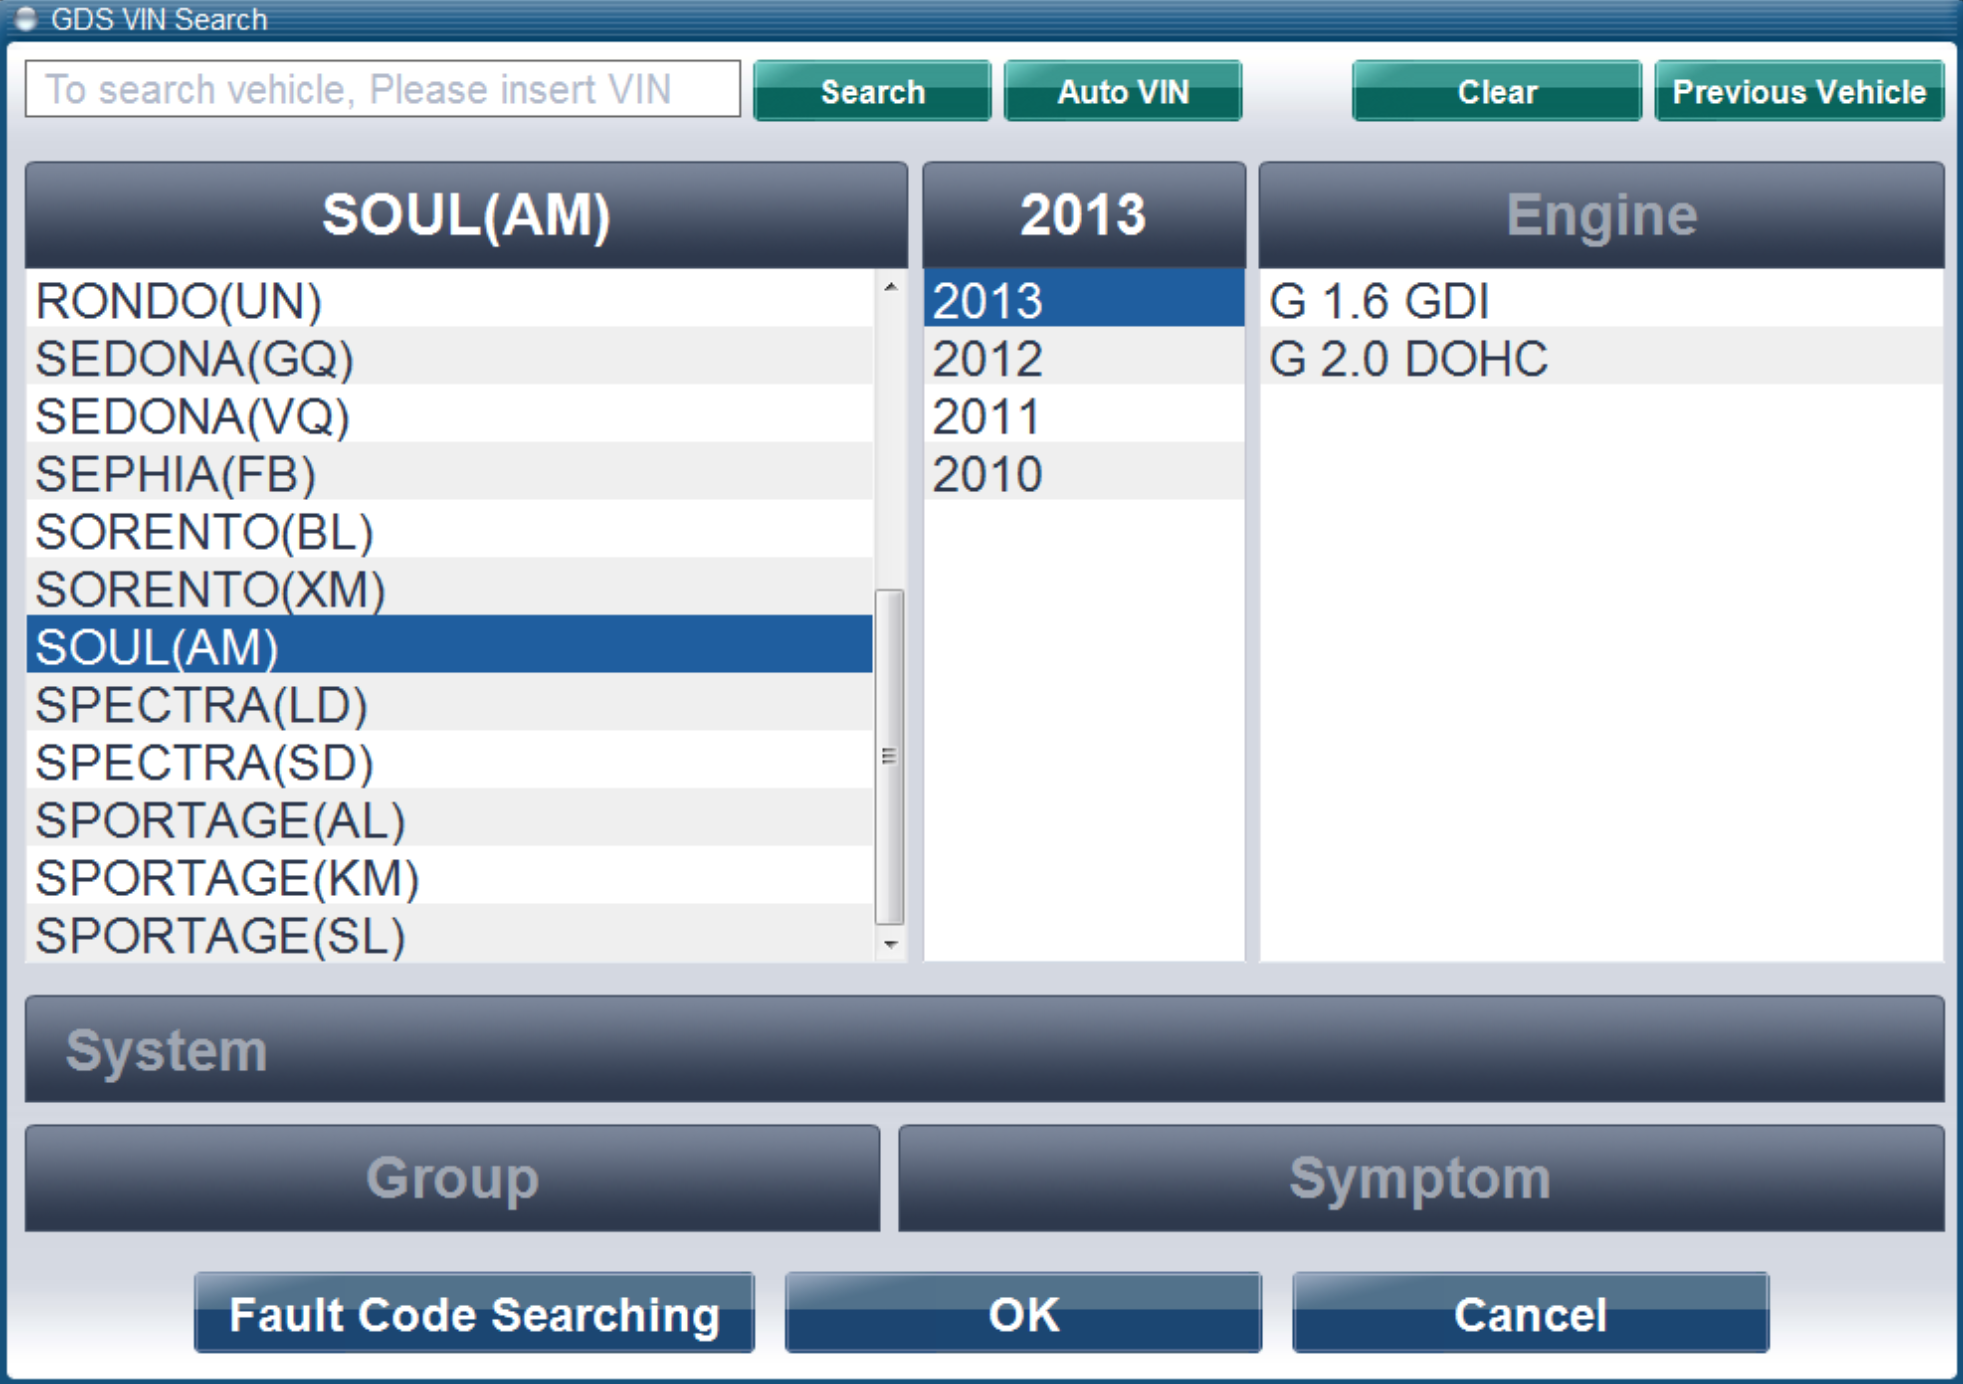 GDS VIN Search
To search vehicle, Please insert VIN
Search
Auto VIN
Clear
Previous Vehicle
SOUL(AM)
2013
Engine
RONDO(UN)
SEDONA(GQ)
SEDONA(VQ)
SEPHIA(FB)
SORENTO(BL)
SORENTO(XM)
SOUL(AM)
SPECTRA(LD)
SPECTRA(SD)
SPORTAGE(AL)
SPORTAGE(KM)
SPORTAGE(SL)
2013
2012
2011
2010
G 1.6 GDI
G 2.0 DOHC
System
Group
Symptom
Fault Code Searching
OK
Cancel